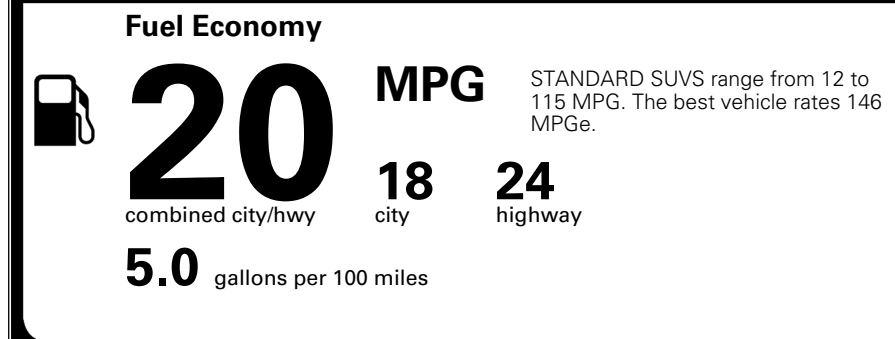 Fuel Economy
20 MPG
STANDARD SUVS range from 12 to
115 MPG. The best vehicle rates 146
MPGe.
combined city/hwy
18
city
24
highway
5.0 gallons per 100 miles